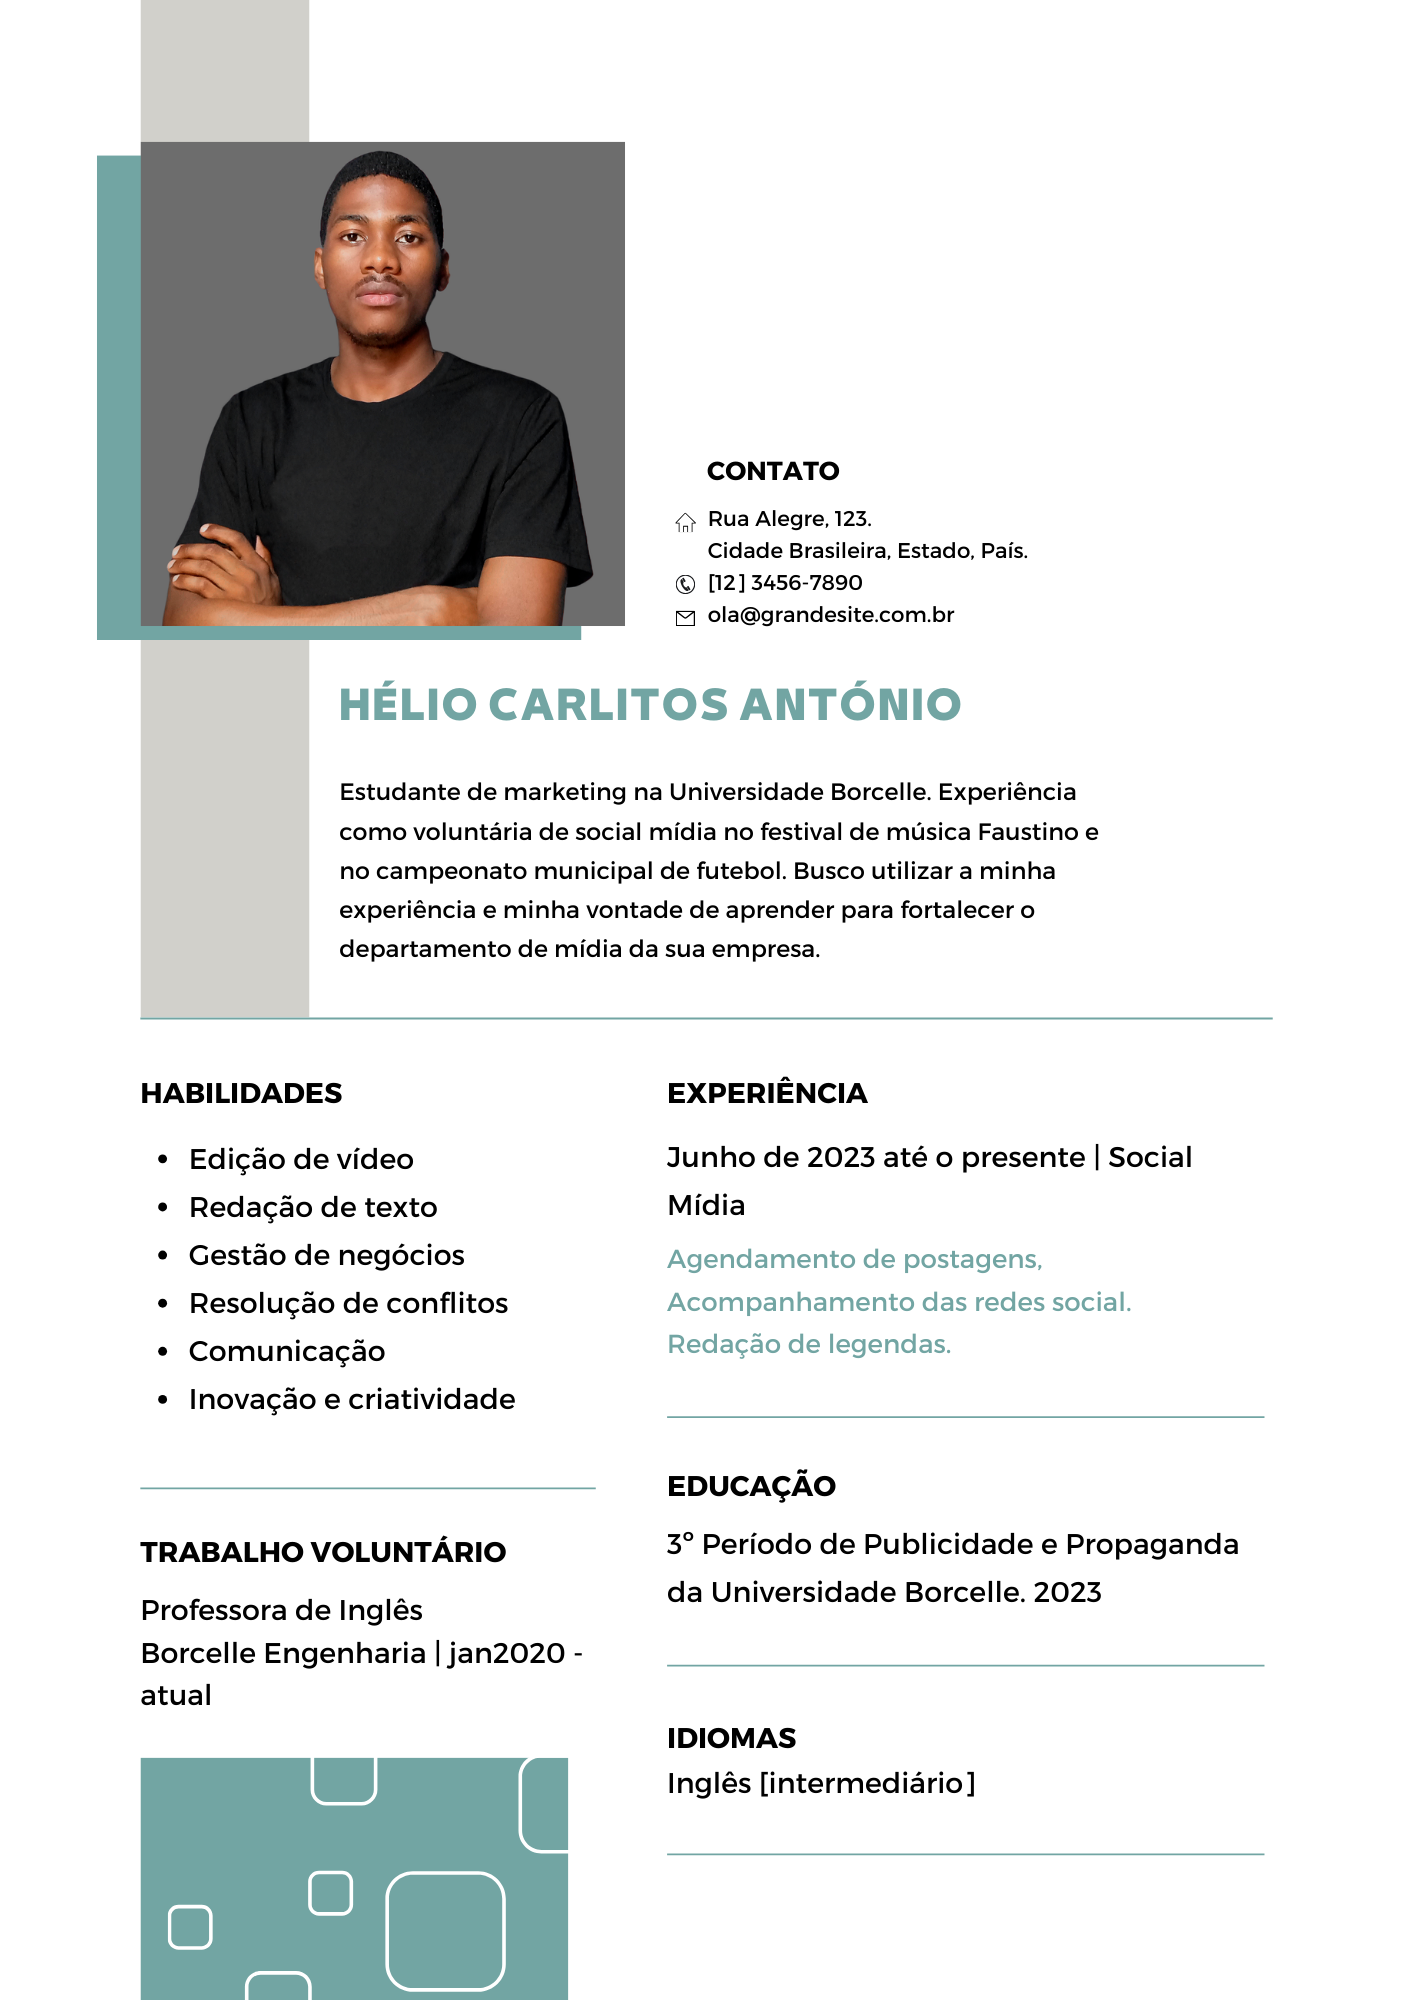 CONTATO
Rua Alegre, 123.
Cidade Brasileira, Estado, País.
[12] 3456-7890
ola@grandesite.com.br
HÉLIO CARLITOS ANTÓNIO
Estudante de marketing na Universidade Borcelle. Experiência
como voluntária de social mídia no festival de música Faustino e
no campeonato municipal de futebol. Busco utilizar a minha
experiência e minha vontade de aprender para fortalecer o
departamento de mídia da sua empresa.
HABILIDADES
• Edição de vídeo
• Redação de texto
• Gestão de negócios
• Resolução de conflitos
• Comunicação
• Inovação e criatividade
TRABALHO VOLUNTÁRIO
Professora de Inglês
Borcelle Engenharia | jan2020 -
atual
EXPERIÊNCIA
Junho de 2023 até o presente | Social
Mídia
Agendamento de postagens,
Acompanhamento das redes social.
Redação de legendas.
EDUCAÇÃO
3º Período de Publicidade e Propaganda
da Universidade Borcelle. 2023
IDIOMAS
Inglês [intermediário]